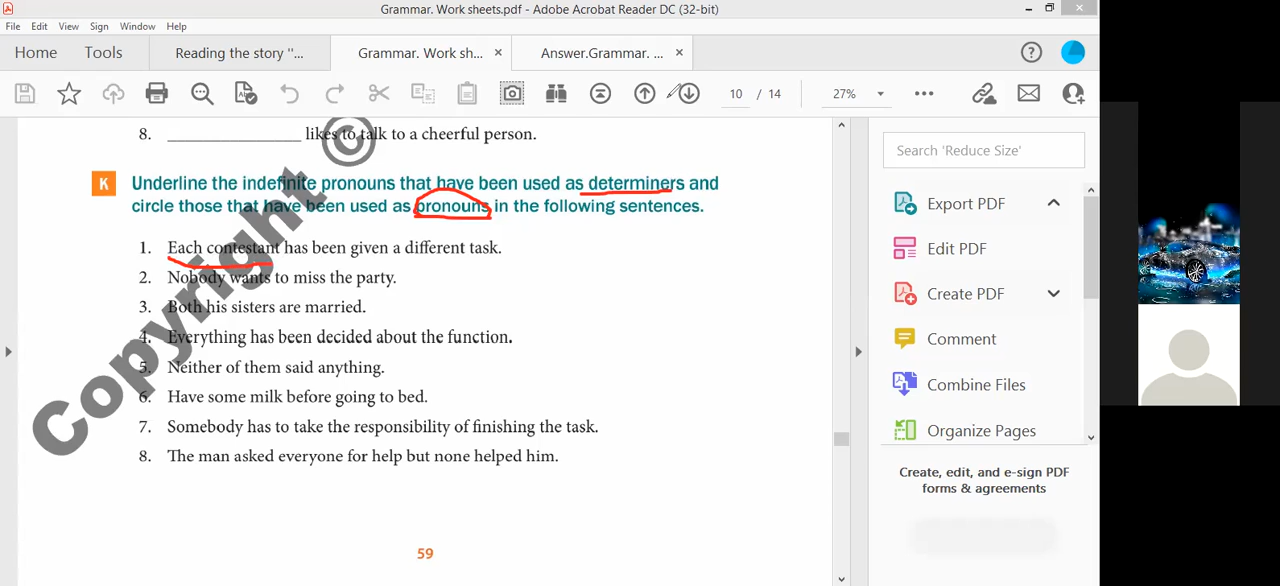 Grammar. Work sheets.pdf - Adobe Acrobat Reader DC (32-bit)
File Edit View Sign Window Help
Home Tools Reading the story "... Grammar. Work sh... × Answer.Grammar. ... ×
10 / 14 27%
8. ______________ likes to talk to a cheerful person.
K Underline the indefinite pronouns that have been used as determiners and
circle those that have been used as pronouns in the following sentences.
1. Each contestant has been given a different task.
2. Nobody wants to miss the party.
3. Both his sisters are married.
4. Everything has been decided about the function.
5. Neither of them said anything.
6. Have some milk before going to bed.
7. Somebody has to take the responsibility of finishing the task.
8. The man asked everyone for help but none helped him.
59
Copyright ©
Search 'Reduce Size'
Export PDF
Edit PDF
Create PDF
Comment
Combine Files
Organize Pages
Create, edit, and e-sign PDF
forms & agreements